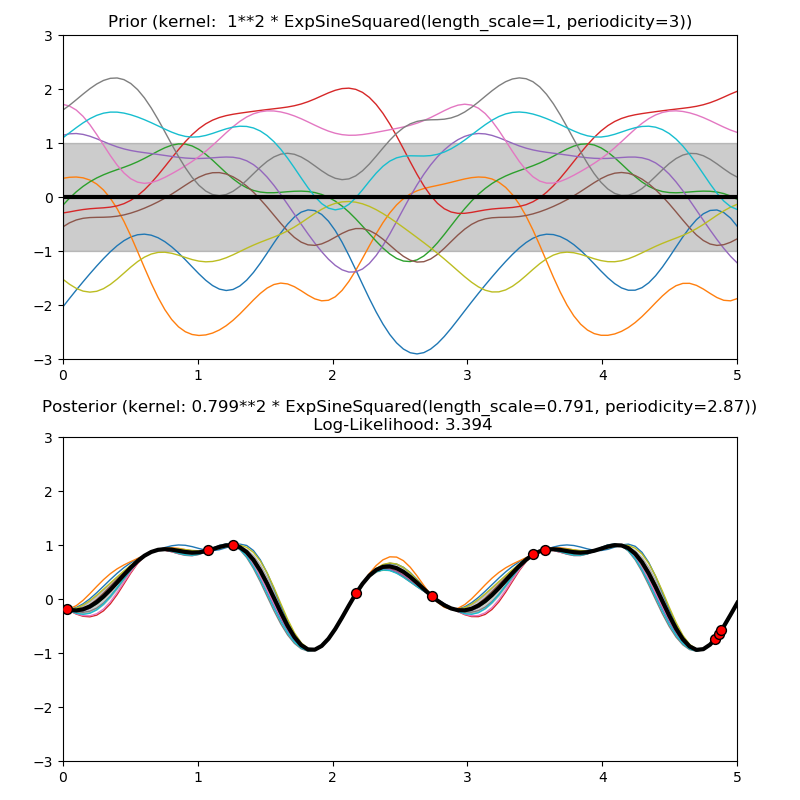 Prior (kernel:  1**2 * ExpSineSquared(length_scale=1, periodicity=3))
3
2
1
0
−1
−2
−3
0 1 2 3 4 5
Posterior (kernel: 0.799**2 * ExpSineSquared(length_scale=0.791, periodicity=2.87))
Log-Likelihood: 3.394
3
2
1
0
−1
−2
−3
0 1 2 3 4 5